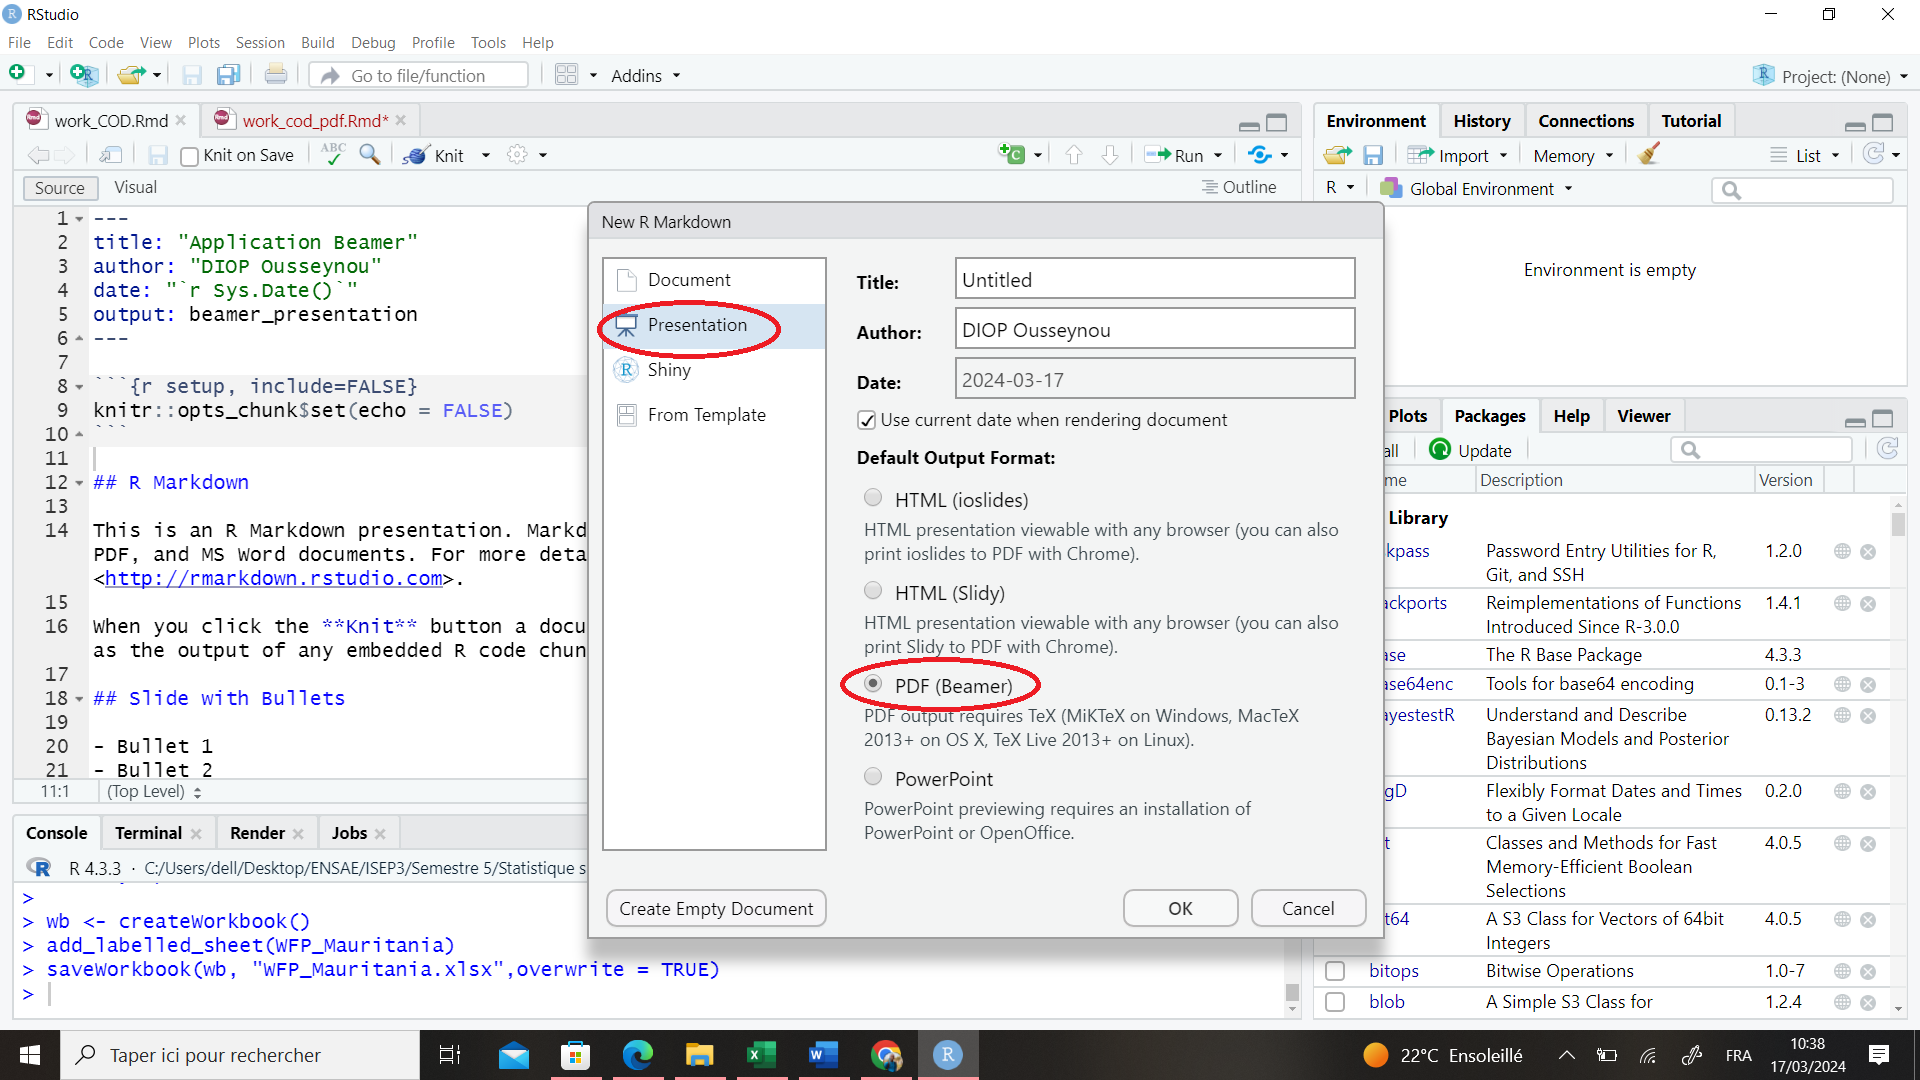 RStudio
File Edit Code View Plots Session Build Debug Profile Tools Help
Go to file/function Addins Project: (None)
work_COD.Rmd work_cod_pdf.Rmd*
Knit on Save ABC Knit Run
Source Visual Outline
1 ---
2 title: "Application Beamer"
3 author: "DIOP Ousseynou"
4 date: "`r Sys.Date()`"
5 output: beamer_presentation
6 ---
7
8 ```{r setup, include=FALSE}
9 knitr::opts_chunk$set(echo = FALSE)
10 ```
11
12 ## R Markdown
13
14 This is an R Markdown presentation. Markd
PDF, and MS Word documents. For more deta
<http://rmarkdown.rstudio.com>.
15
16 When you click the **Knit** button a docu
as the output of any embedded R code chun
17
18 ## Slide with Bullets
19
20 - Bullet 1
21 - Bullet 2
11:1 (Top Level)
Console Terminal Render Jobs
R 4.3.3 · C:/Users/dell/Desktop/ENSAE/ISEP3/Semestre 5/Statistique s
>
> wb <- createWorkbook()
> add_labelled_sheet(WFP_Mauritania)
> saveWorkbook(wb, "WFP_Mauritania.xlsx",overwrite = TRUE)
>
New R Markdown
Document
Presentation
Shiny
From Template
Title: Untitled
Author: DIOP Ousseynou
Date: 2024-03-17
Use current date when rendering document
Default Output Format:
HTML (ioslides)
HTML presentation viewable with any browser (you can also
print ioslides to PDF with Chrome).
HTML (Slidy)
HTML presentation viewable with any browser (you can also
print Slidy to PDF with Chrome).
PDF (Beamer)
PDF output requires TeX (MiKTeX on Windows, MacTeX
2013+ on OS X, TeX Live 2013+ on Linux).
PowerPoint
PowerPoint previewing requires an installation of
PowerPoint or OpenOffice.
Create Empty Document OK Cancel
Environment History Connections Tutorial
Import Memory List
R Global Environment
Environment is empty
Plots Packages Help Viewer
all Update
me Description Version
Library
kpass Password Entry Utilities for R, 1.2.0
Git, and SSH
ackports Reimplementations of Functions 1.4.1
Introduced Since R-3.0.0
ase The R Base Package 4.3.3
ase64enc Tools for base64 encoding 0.1-3
ayestestR Understand and Describe 0.13.2
Bayesian Models and Posterior
Distributions
gD Flexibly Format Dates and Times 0.2.0
to a Given Locale
t Classes and Methods for Fast 4.0.5
Memory-Efficient Boolean
Selections
t64 A S3 Class for Vectors of 64bit 4.0.5
Integers
bitops Bitwise Operations 1.0-7
blob A Simple S3 Class for 1.2.4
Taper ici pour rechercher 22°C Ensoleillé FRA 10:38
17/03/2024